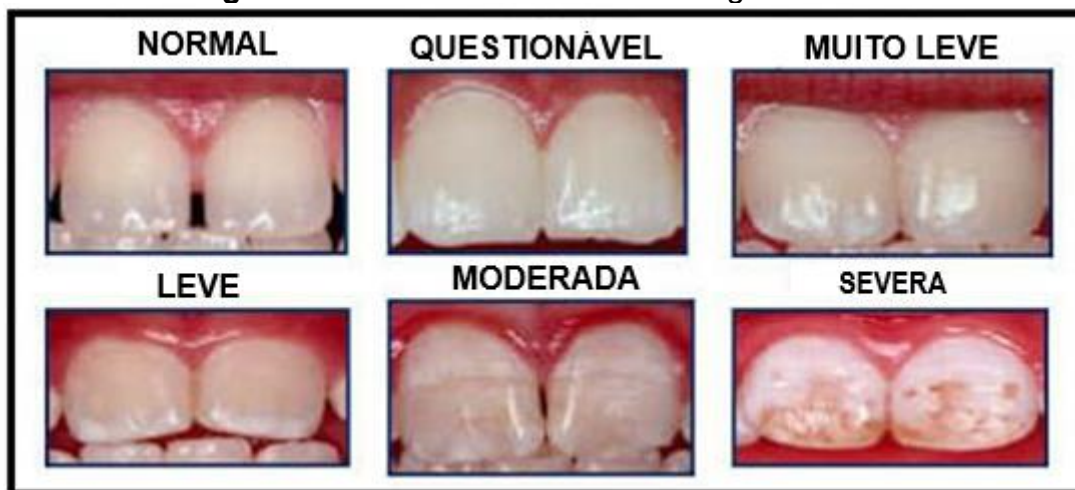 NORMAL
QUESTIONÁVEL
MUITO LEVE
LEVE
MODERADA
SEVERA